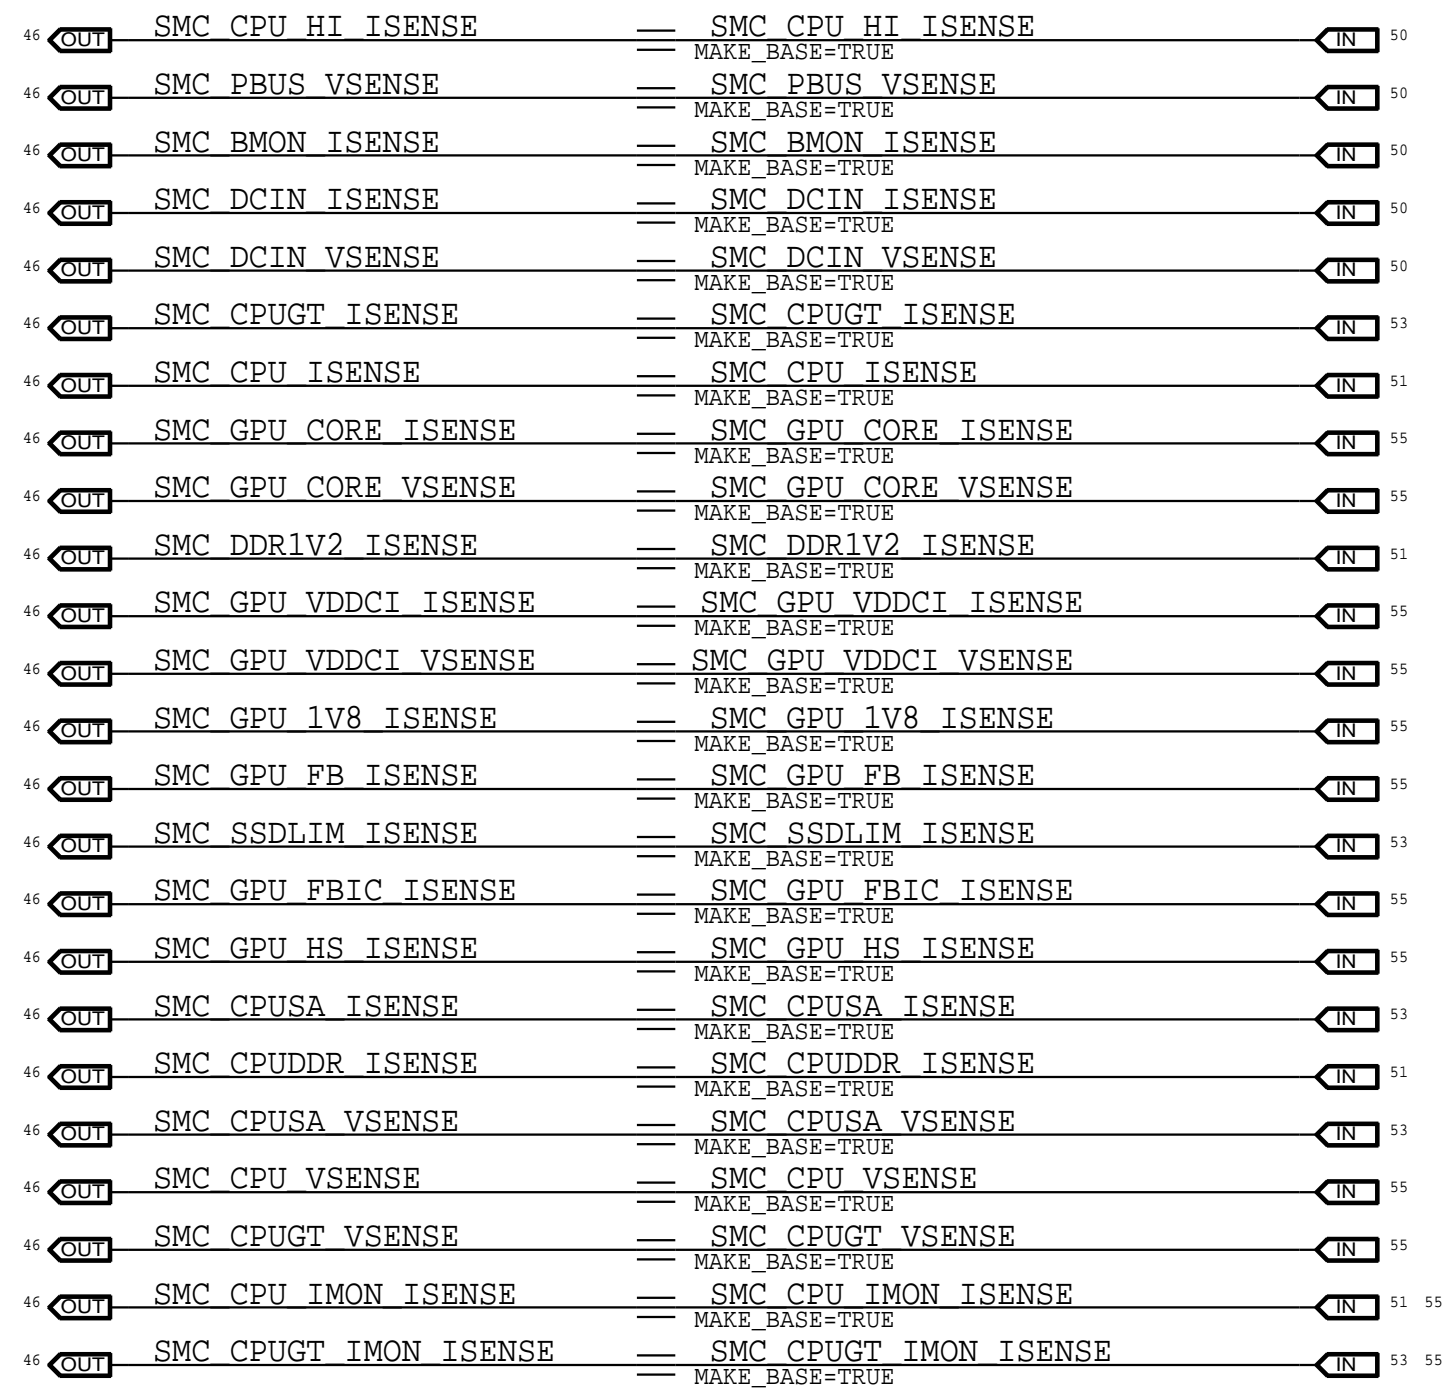 46 OUT SMC_CPU_HI_ISENSE SMC_CPU_HI_ISENSE IN 50
MAKE_BASE=TRUE
46 OUT SMC_PBUS_VSENSE SMC_PBUS_VSENSE IN 50
MAKE_BASE=TRUE
46 OUT SMC_BMON_ISENSE SMC_BMON_ISENSE IN 50
MAKE_BASE=TRUE
46 OUT SMC_DCIN_ISENSE SMC_DCIN_ISENSE IN 50
MAKE_BASE=TRUE
46 OUT SMC_DCIN_VSENSE SMC_DCIN_VSENSE IN 50
MAKE_BASE=TRUE
46 OUT SMC_CPUGT_ISENSE SMC_CPUGT_ISENSE IN 53
MAKE_BASE=TRUE
46 OUT SMC_CPU_ISENSE SMC_CPU_ISENSE IN 51
MAKE_BASE=TRUE
46 OUT SMC_GPU_CORE_ISENSE SMC_GPU_CORE_ISENSE IN 55
MAKE_BASE=TRUE
46 OUT SMC_GPU_CORE_VSENSE SMC_GPU_CORE_VSENSE IN 55
MAKE_BASE=TRUE
46 OUT SMC_DDR1V2_ISENSE SMC_DDR1V2_ISENSE IN 51
MAKE_BASE=TRUE
46 OUT SMC_GPU_VDDCI_ISENSE SMC_GPU_VDDCI_ISENSE IN 55
MAKE_BASE=TRUE
46 OUT SMC_GPU_VDDCI_VSENSE SMC_GPU_VDDCI_VSENSE IN 55
MAKE_BASE=TRUE
46 OUT SMC_GPU_1V8_ISENSE SMC_GPU_1V8_ISENSE IN 55
MAKE_BASE=TRUE
46 OUT SMC_GPU_FB_ISENSE SMC_GPU_FB_ISENSE IN 55
MAKE_BASE=TRUE
46 OUT SMC_SSDLIM_ISENSE SMC_SSDLIM_ISENSE IN 53
MAKE_BASE=TRUE
46 OUT SMC_GPU_FBIC_ISENSE SMC_GPU_FBIC_ISENSE IN 55
MAKE_BASE=TRUE
46 OUT SMC_GPU_HS_ISENSE SMC_GPU_HS_ISENSE IN 55
MAKE_BASE=TRUE
46 OUT SMC_CPUSA_ISENSE SMC_CPUSA_ISENSE IN 53
MAKE_BASE=TRUE
46 OUT SMC_CPUDDR_ISENSE SMC_CPUDDR_ISENSE IN 51
MAKE_BASE=TRUE
46 OUT SMC_CPUSA_VSENSE SMC_CPUSA_VSENSE IN 53
MAKE_BASE=TRUE
46 OUT SMC_CPU_VSENSE SMC_CPU_VSENSE IN 55
MAKE_BASE=TRUE
46 OUT SMC_CPUGT_VSENSE SMC_CPUGT_VSENSE IN 55
MAKE_BASE=TRUE
46 OUT SMC_CPU_IMON_ISENSE SMC_CPU_IMON_ISENSE IN 51 55
MAKE_BASE=TRUE
46 OUT SMC_CPUGT_IMON_ISENSE SMC_CPUGT_IMON_ISENSE IN 53 55
MAKE_BASE=TRUE